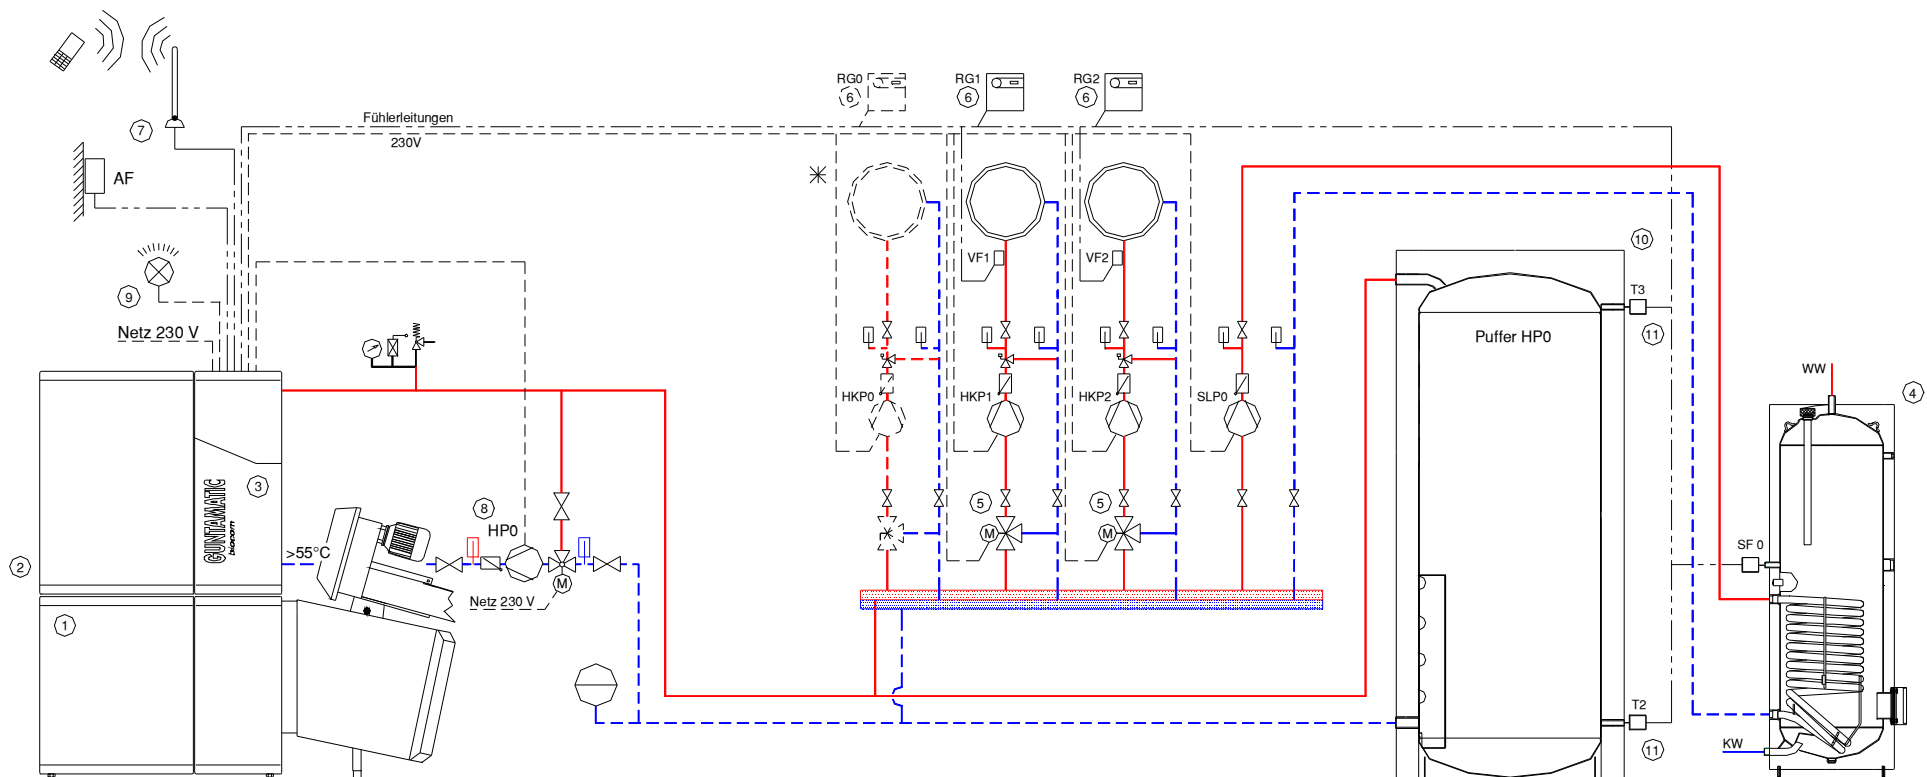 RG0
6
RG1
6
RG2
6
7
Fühlerleitungen
230V
AF
VF1
VF2
10
T3
9
Netz 230 V
11
Puffer HP0
WW
4
HKP0
HKP1
HKP2
SLP0
3
GUNTAMATIC
biocom
8
HP0
5
5
M
M
SF 0
>55°C
2
M
Netz 230 V
1
T2
KW
11